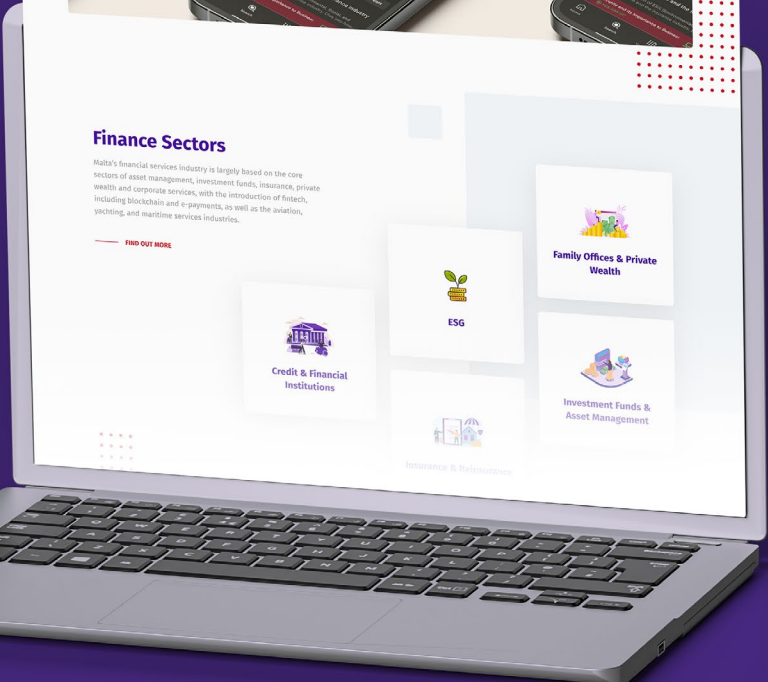 Finance Sectors
Malta's financial services industry is largely based on the core
sectors of asset management, investment funds, insurance, private
wealth and corporate services, with the introduction of fintech,
including blockchain and e-payments, as well as the aviation,
yachting, and maritime services industries.
FIND OUT MORE
Family Offices & Private
Wealth
ESG
Credit & Financial
Institutions
Investment Funds &
Asset Management
Insurance & Reinsurance